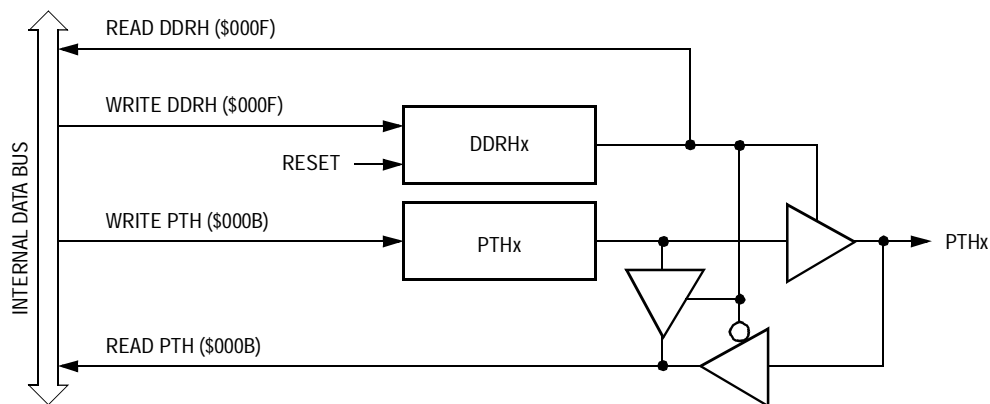 READ DDRH ($000F)
WRITE DDRH ($000F)
DDRHx
RESET
INTERNAL DATA BUS
WRITE PTH ($000B)
PTHx
PTHx
READ PTH ($000B)